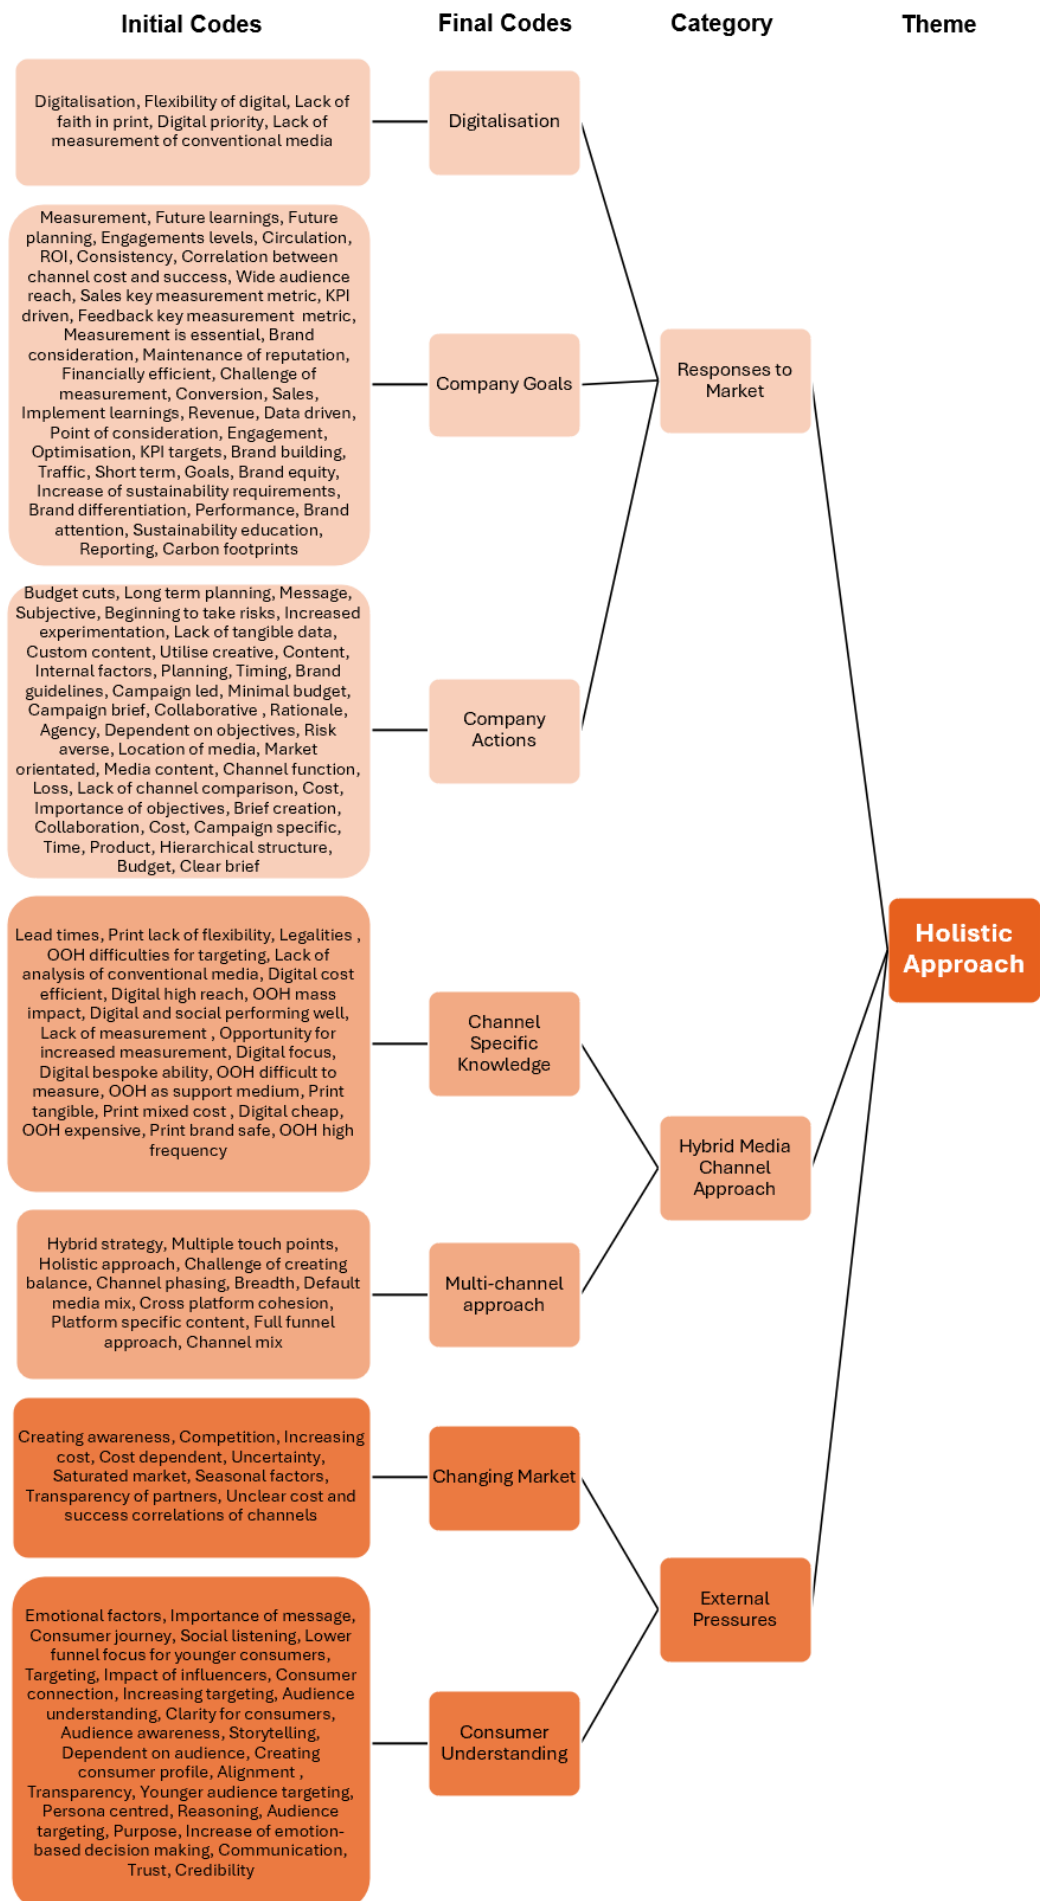 Initial Codes
Final Codes
Category
Theme
Digitalisation, Flexibility of digital, Lack of
faith in print, Digital priority, Lack of
measurement of conventional media
Digitalisation
Measurement, Future learnings, Future
planning, Engagements levels, Circulation,
ROI, Consistency, Correlation between
channel cost and success, Wide audience
reach, Sales key measurement metric, KPI
driven, Feedback key measurement  metric,
Measurement is essential, Brand
consideration, Maintenance of reputation,
Financially efficient, Challenge of
measurement, Conversion, Sales,
Implement learnings, Revenue, Data driven,
Point of consideration, Engagement,
Optimisation, KPI targets, Brand building,
Traffic, Short term, Goals, Brand equity,
Increase of sustainability requirements,
Brand differentiation, Performance, Brand
attention, Sustainability education,
Reporting, Carbon footprints
Company Goals
Responses to
Market
Budget cuts, Long term planning, Message,
Subjective, Beginning to take risks, Increased
experimentation, Lack of tangible data,
Custom content, Utilise creative, Content,
Internal factors, Planning, Timing, Brand
guidelines, Campaign led, Minimal budget,
Campaign brief, Collaborative , Rationale,
Agency, Dependent on objectives, Risk
averse, Location of media, Market
orientated, Media content, Channel function,
Loss, Lack of channel comparison, Cost,
Importance of objectives, Brief creation,
Collaboration, Cost, Campaign specific,
Time, Product, Hierarchical structure,
Budget, Clear brief
Company
Actions
Holistic
Approach
Lead times, Print lack of flexibility, Legalities ,
OOH difficulties for targeting, Lack of
analysis of conventional media, Digital cost
efficient, Digital high reach, OOH mass
impact, Digital and social performing well,
Lack of measurement , Opportunity for
increased measurement, Digital focus,
Digital bespoke ability, OOH difficult to
measure, OOH as support medium, Print
tangible, Print mixed cost , Digital cheap,
OOH expensive, Print brand safe, OOH high
frequency
Channel
Specific
Knowledge
Hybrid Media
Channel
Approach
Hybrid strategy, Multiple touch points,
Holistic approach, Challenge of creating
balance, Channel phasing, Breadth, Default
media mix, Cross platform cohesion,
Platform specific content, Full funnel
approach, Channel mix
Multi-channel
approach
Creating awareness, Competition, Increasing
cost, Cost dependent, Uncertainty,
Saturated market, Seasonal factors,
Transparency of partners, Unclear cost and
success correlations of channels
Changing Market
External
Pressures
Emotional factors, Importance of message,
Consumer journey, Social listening, Lower
funnel focus for younger consumers,
Targeting, Impact of influencers, Consumer
connection, Increasing targeting, Audience
understanding, Clarity for consumers,
Audience awareness, Storytelling,
Dependent on audience, Creating
consumer profile, Alignment ,
Transparency, Younger audience targeting,
Persona centred, Reasoning, Audience
targeting, Purpose, Increase of emotion-
based decision making, Communication,
Trust, Credibility
Consumer
Understanding